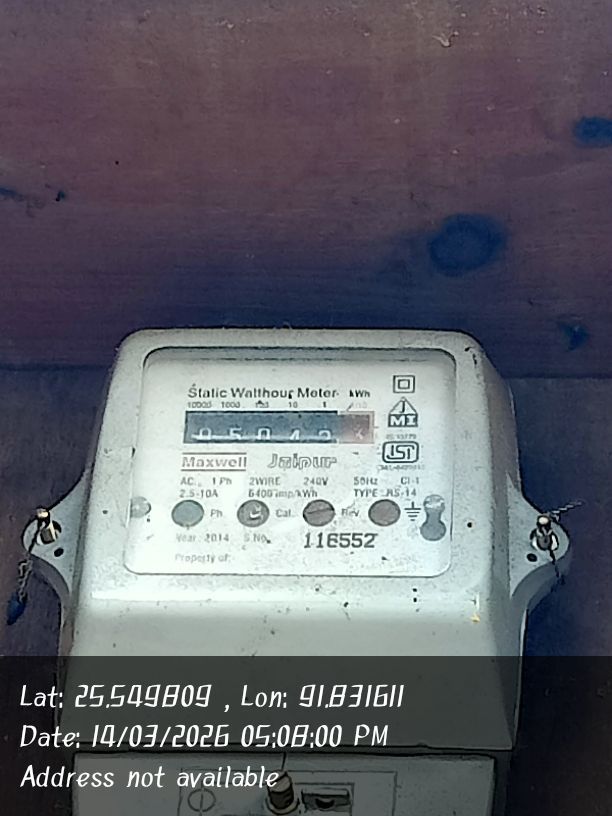 Static Watthour Meter kWh
10000 1000 100 10 1
Maxwell Jaipur
AC. 1 Ph 2WIRE 240V 50Hz Cl-1
2.5-10A 6400 imp/kWh TYPE : RS-14
Ph. Cal. Rev.
Year. 2014 S.No. 116552
Property of:
Lat: 25.549809 , Lon: 91.831611
Date: 14/03/2026 05:08:00 PM
Address not available